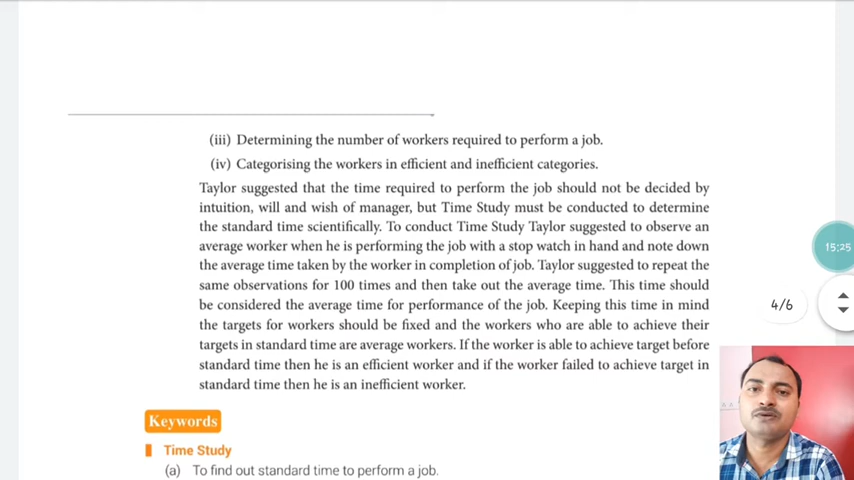 (iii) Determining the number of workers required to perform a job.
(iv) Categorising the workers in efficient and inefficient categories.
Taylor suggested that the time required to perform the job should not be decided by
intuition, will and wish of manager, but Time Study must be conducted to determine
the standard time scientifically. To conduct Time Study Taylor suggested to observe an
average worker when he is performing the job with a stop watch in hand and note down
the average time taken by the worker in completion of job. Taylor suggested to repeat the
same observations for 100 times and then take out the average time. This time should
be considered the average time for performance of the job. Keeping this time in mind
the targets for workers should be fixed and the workers who are able to achieve their
targets in standard time are average workers. If the worker is able to achieve target before
standard time then he is an efficient worker and if the worker failed to achieve target in
standard time then he is an inefficient worker.
15:25
4/6
Keywords
Time Study
(a) To find out standard time to perform a job.